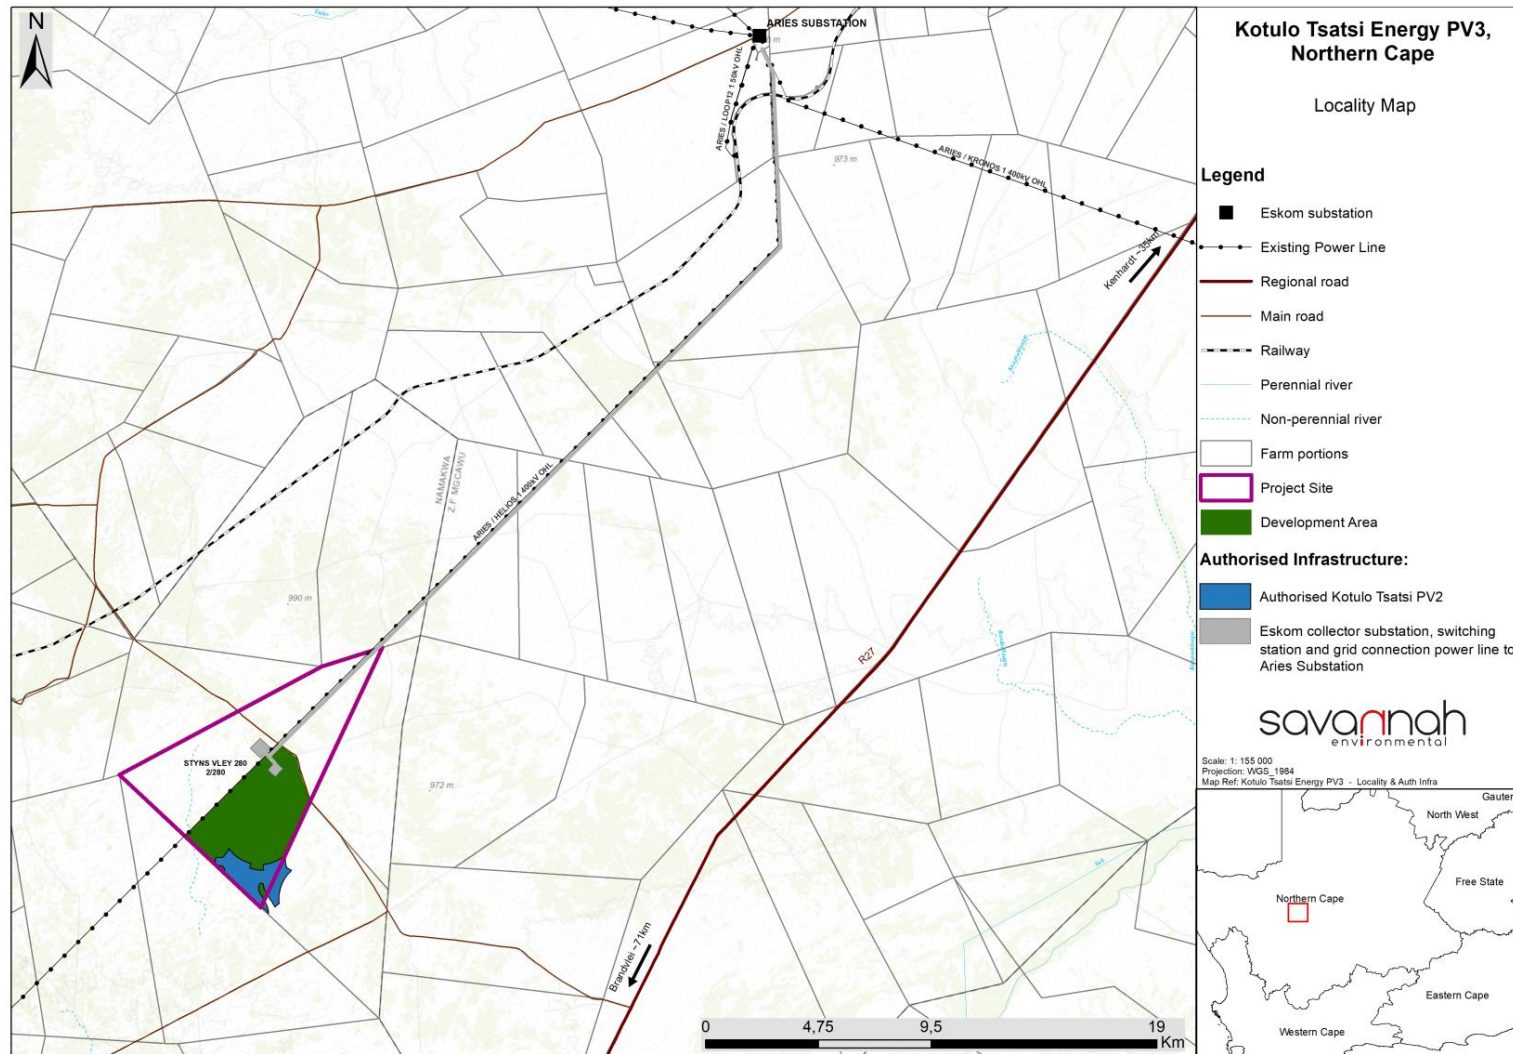 N
ARIES SUBSTATION
ARIES / LOOP12 1 50kV OHL
973 m
ARIES / KRONOS 1 400kV OHL
Kenhardt ~35km
NAMAKWA
Z F MGCAWU
ARIES / HELIOS 1 400kV OHL
990 m
R27
STYNS VLEY 280
2/280
972 m
Brandvlei ~71km
Sak
0 4,75 9,5 19
Km
Kotulo Tsatsi Energy PV3,
Northern Cape
Locality Map
Legend
Eskom substation
Existing Power Line
Regional road
Main road
Railway
Perennial river
Non-perennial river
Farm portions
Project Site
Development Area
Authorised Infrastructure:
Authorised Kotulo Tsatsi PV2
Eskom collector substation, switching
station and grid connection power line to
Aries Substation
savannah
environmental
Scale: 1: 155 000
Projection: WGS_1984
Map Ref: Kotulo Tsatsi Energy PV3 - Locality & Auth Infra
Gauten
North West
Free State
Northern Cape
Eastern Cape
Western Cape